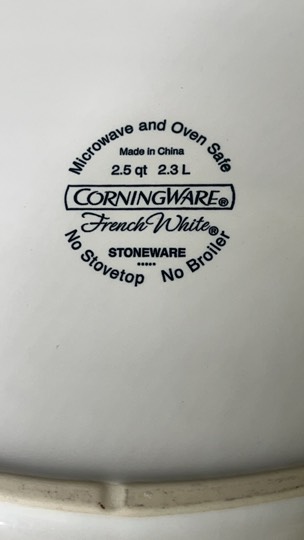 Microwave and Oven Safe
Made in China
2.5 qt 2.3 L
CORNINGWARE®
French White®
STONEWARE
•••••
No Stovetop No Broiler